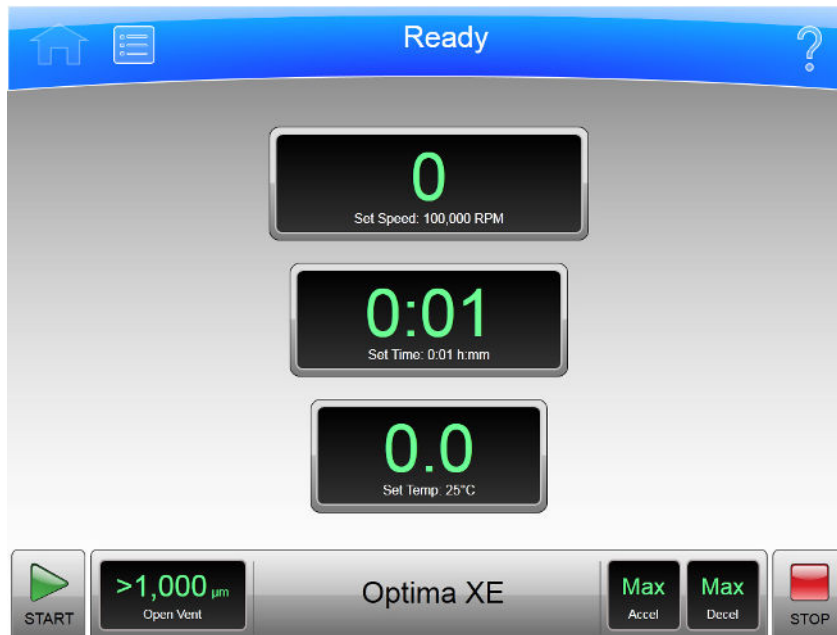 Ready
?
0
Set Speed: 100,000 RPM
0:01
Set Time: 0:01 h:mm
0.0
Set Temp: 25°C
START
>1,000 µm
Open Vent
Optima XE
Max
Accel
Max
Decel
STOP